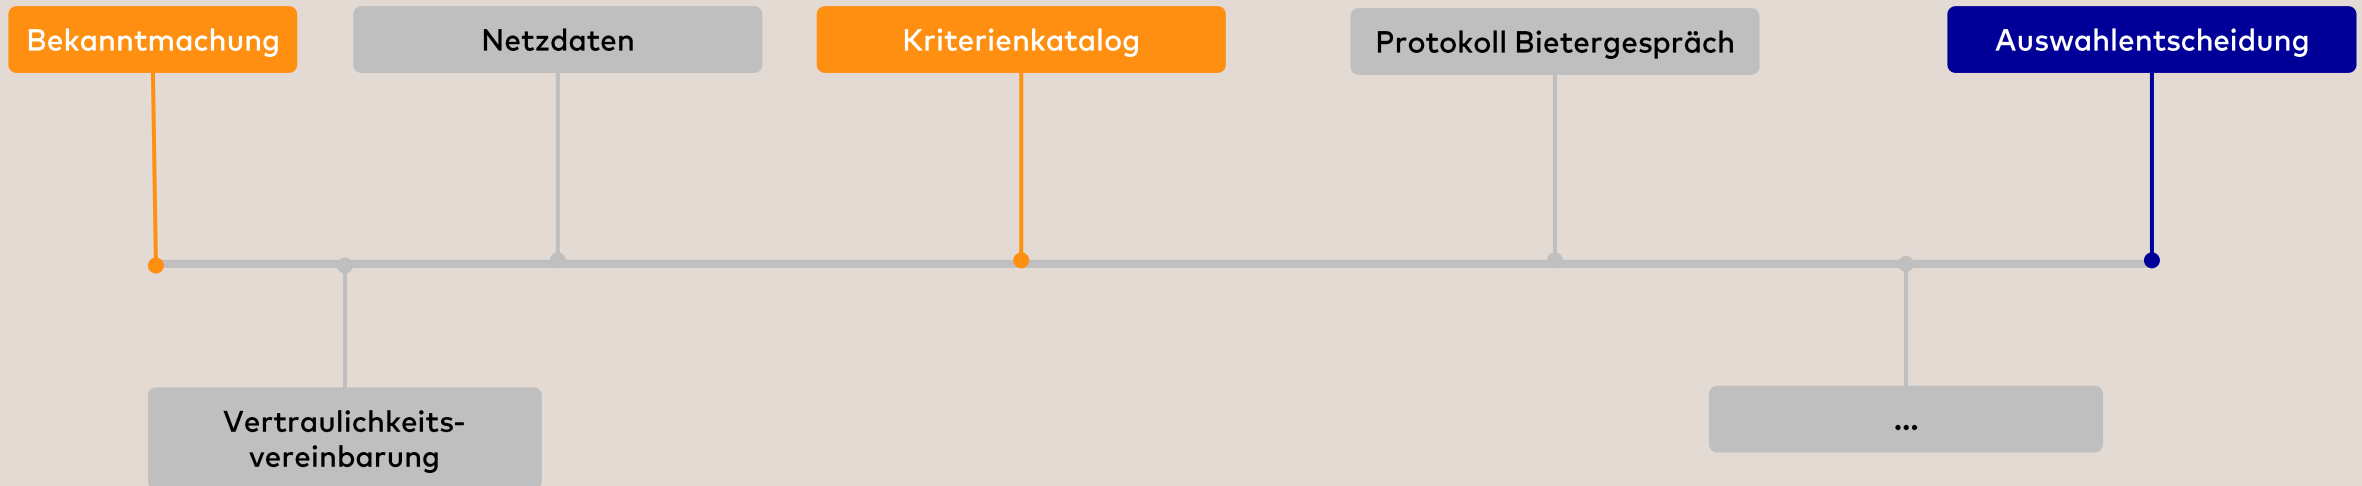 Bekanntmachung
Netzdaten
Kriterienkatalog
Protokoll Bietergespräch
Auswahlentscheidung
Vertraulichkeits-
vereinbarung
...